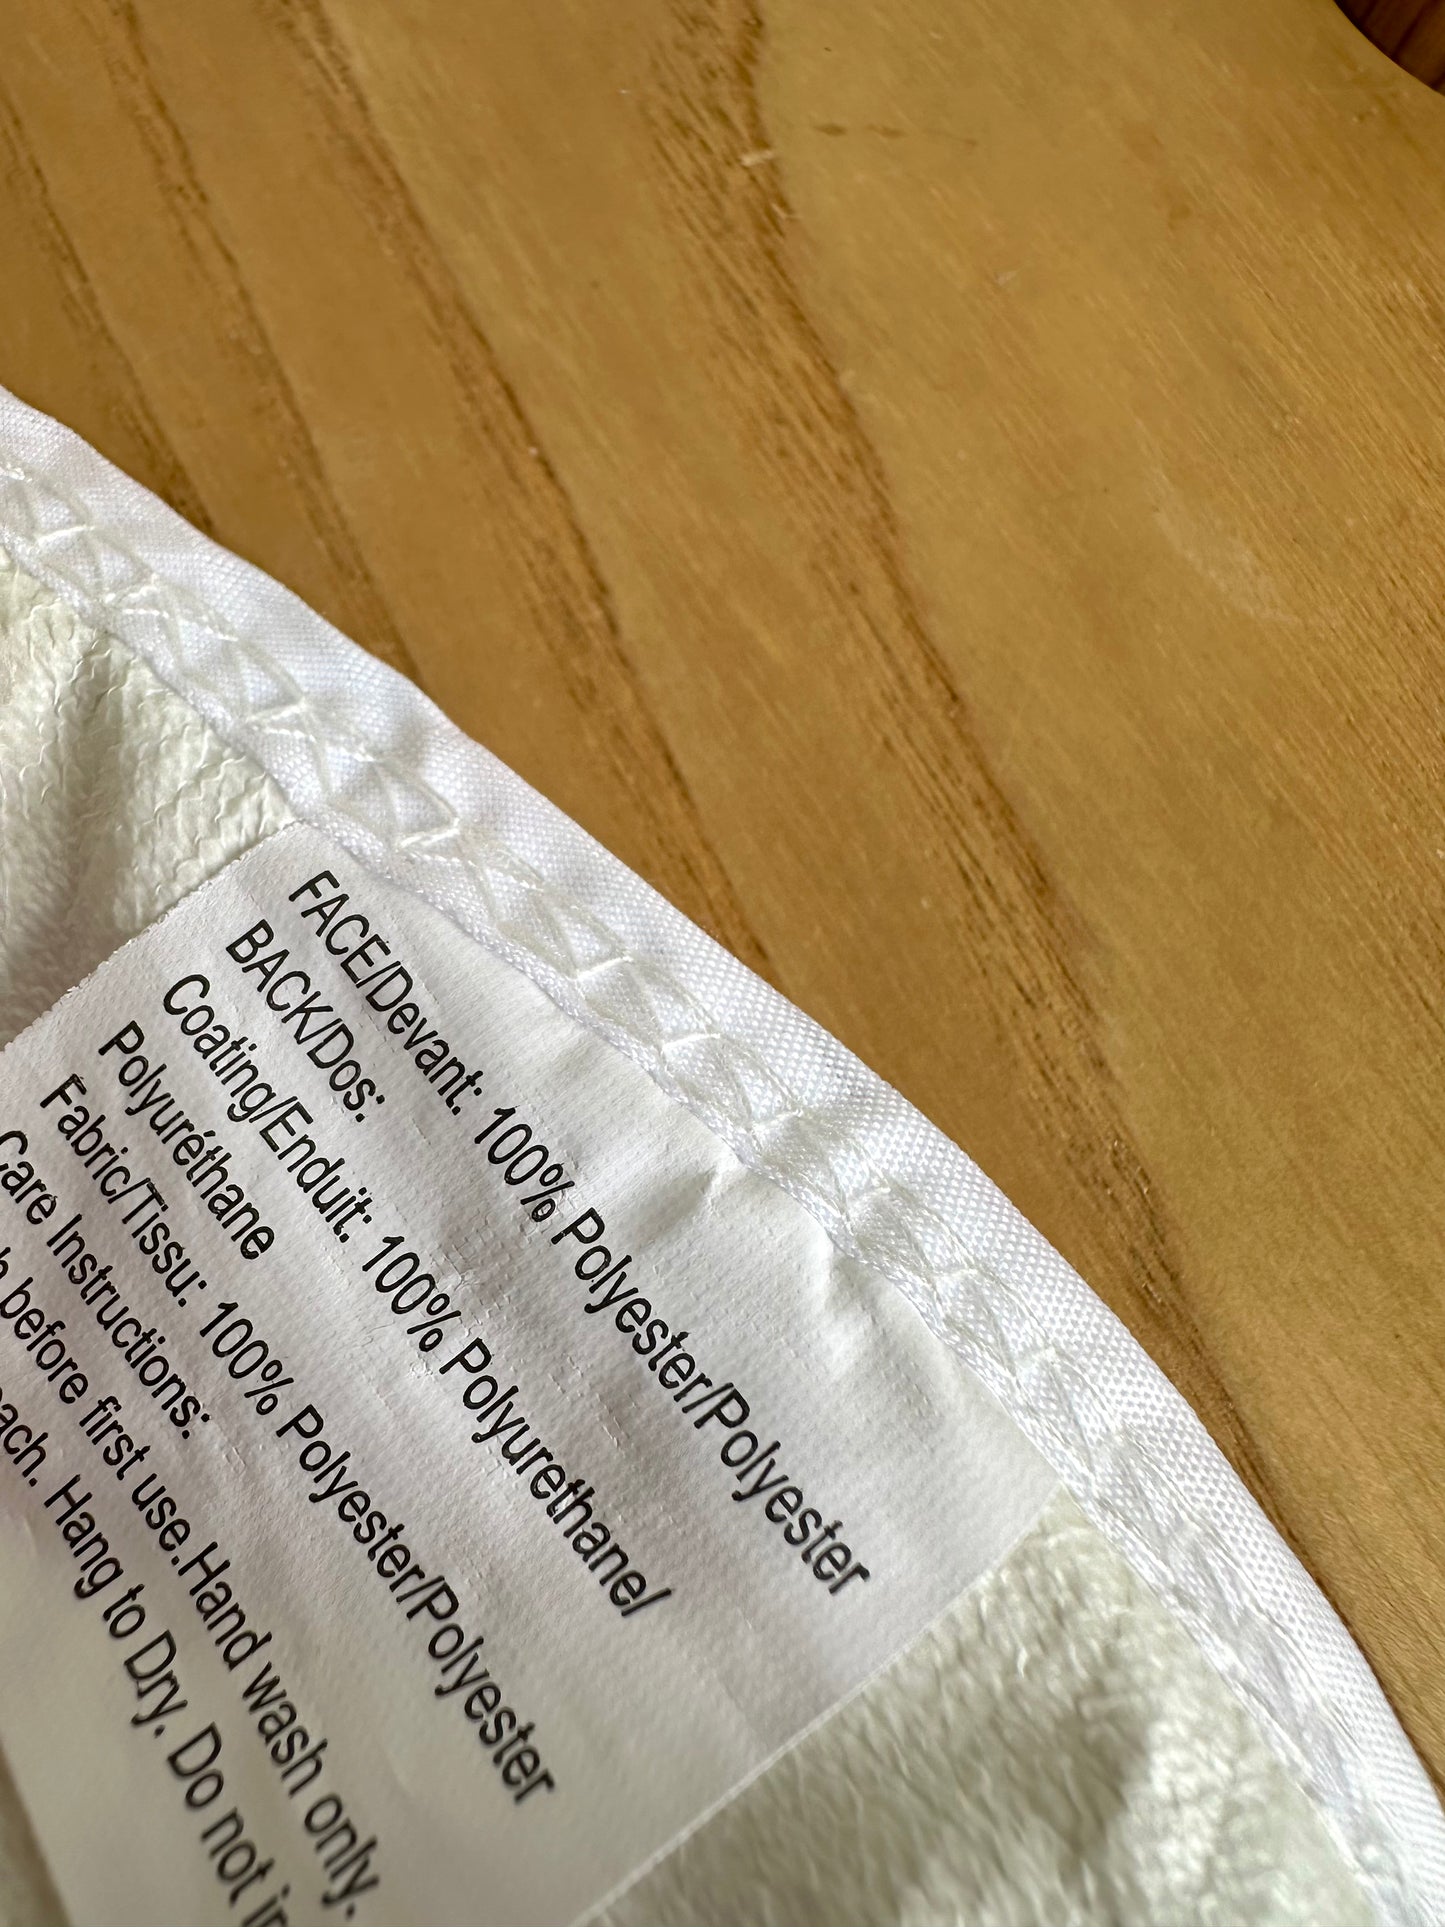 FACE/Devant: 100% Polyester/Polyester
BACK/Dos:
Coating/Enduit: 100% Polyurethane/
Polyuréthane
Fabric/Tissu: 100% Polyester/Polyester
Care Instructions:
before first use.Hand wash only.
Hang to Dry. Do not